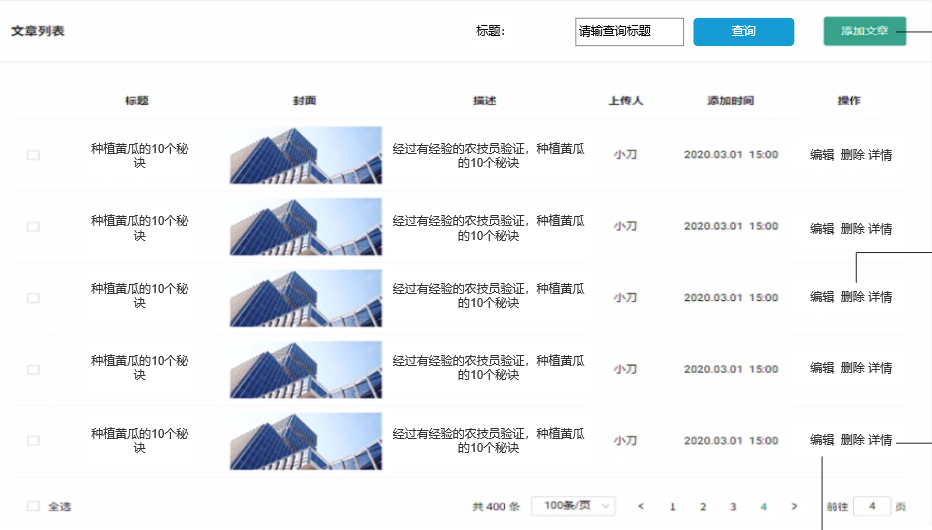 文章列表 标题: 请输查询标题 查询 添加文章
标题 封面 描述 上传人 添加时间 操作
种植黄瓜的10个秘
诀
经过有经验的农技员验证，种植黄瓜
的10个秘诀
小刀 2020.03.01 15:00 编辑 删除 详情
种植黄瓜的10个秘
诀
经过有经验的农技员验证，种植黄瓜
的10个秘诀
小刀 2020.03.01 15:00 编辑 删除 详情
种植黄瓜的10个秘
诀
经过有经验的农技员验证，种植黄瓜
的10个秘诀
小刀 2020.03.01 15:00 编辑 删除 详情
种植黄瓜的10个秘
诀
经过有经验的农技员验证，种植黄瓜
的10个秘诀
小刀 2020.03.01 15:00 编辑 删除 详情
种植黄瓜的10个秘
诀
经过有经验的农技员验证，种植黄瓜
的10个秘诀
小刀 2020.03.01 15:00 编辑 删除 详情
全选 共 400 条 100条/页 < 1 2 3 4 > 前往 4 页